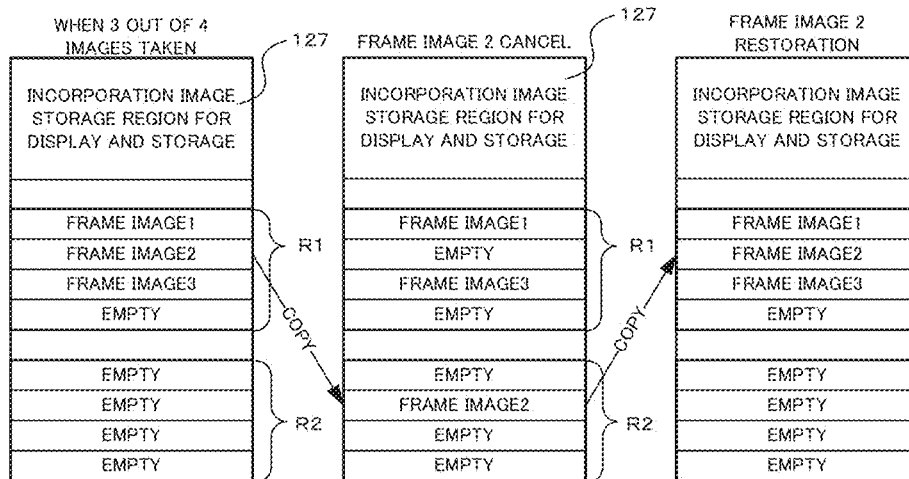 WHEN 3 OUT OF 4
IMAGES TAKEN
127
INCORPORATION IMAGE
STORAGE REGION FOR
DISPLAY AND STORAGE
FRAME IMAGE1
FRAME IMAGE2
FRAME IMAGE3
EMPTY
R1
COPY
EMPTY
EMPTY
EMPTY
EMPTY
R2
FRAME IMAGE 2 CANCEL
127
INCORPORATION IMAGE
STORAGE REGION FOR
DISPLAY AND STORAGE
FRAME IMAGE1
EMPTY
FRAME IMAGE3
EMPTY
R1
COPY
EMPTY
FRAME IMAGE2
EMPTY
EMPTY
R2
FRAME IMAGE 2
RESTORATION
INCORPORATION IMAGE
STORAGE REGION FOR
DISPLAY AND STORAGE
FRAME IMAGE1
FRAME IMAGE2
FRAME IMAGE3
EMPTY
EMPTY
EMPTY
EMPTY
EMPTY